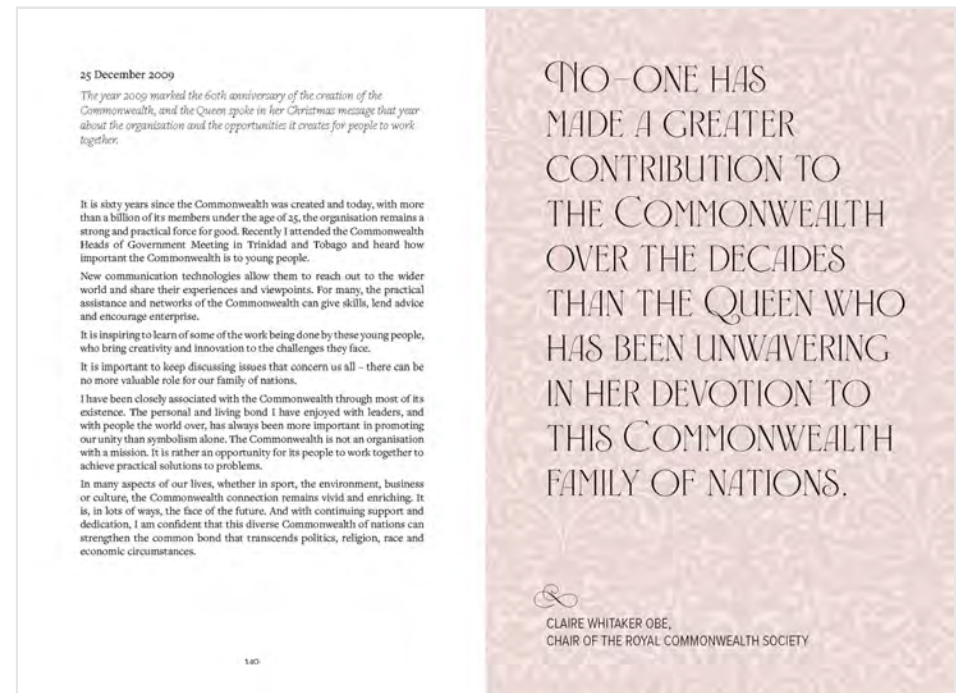 25 December 2009
The year 2009 marked the 60th anniversary of the creation of the
Commonwealth, and the Queen spoke in her Christmas message that year
about the organisation and the opportunities it creates for people to work
together.
It is sixty years since the Commonwealth was created and today, with more
than a billion of its members under the age of 25, the organisation remains a
strong and practical force for good. Recently I attended the Commonwealth
Heads of Government Meeting in Trinidad and Tobago and heard how
important the Commonwealth is to young people.
New communication technologies allow them to reach out to the wider
world and share their experiences and viewpoints. For many, the practical
assistance and networks of the Commonwealth can give skills, lend advice
and encourage enterprise.
It is inspiring to learn of some of the work being done by these young people,
who bring creativity and innovation to the challenges they face.
It is important to keep discussing issues that concern us all – there can be
no more valuable role for our family of nations.
I have been closely associated with the Commonwealth through most of its
existence. The personal and living bond I have enjoyed with leaders, and
with people the world over, has always been more important in promoting
our unity than symbolism alone. The Commonwealth is not an organisation
with a mission. It is rather an opportunity for its people to work together to
achieve practical solutions to problems.
In many aspects of our lives, whether in sport, the environment, business
or culture, the Commonwealth connection remains vivid and enriching. It
is, in lots of ways, the face of the future. And with continuing support and
dedication, I am confident that this diverse Commonwealth of nations can
strengthen the common bond that transcends politics, religion, race and
economic circumstances.
140
NO-ONE HAS
MADE A GREATER
CONTRIBUTION TO
THE COMMONWEALTH
OVER THE DECADES
THAN THE QUEEN WHO
HAS BEEN UNWAVERING
IN HER DEVOTION TO
THIS COMMONWEALTH
FAMILY OF NATIONS.
CLAIRE WHITAKER OBE,
CHAIR OF THE ROYAL COMMONWEALTH SOCIETY